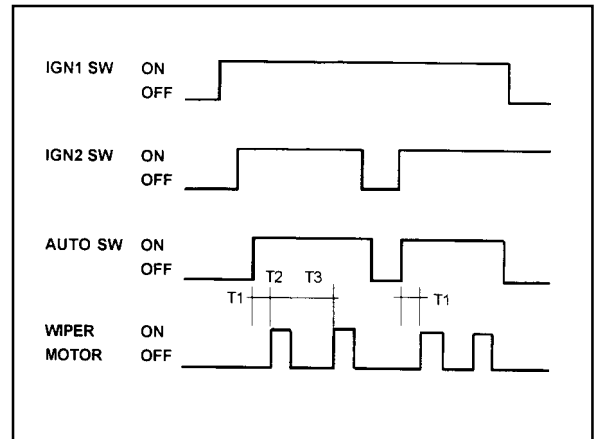 IGN1 SW ON
OFF
IGN2 SW ON
OFF
AUTO SW ON
OFF
T2 T3
T1 T1
WIPER ON
MOTOR OFF